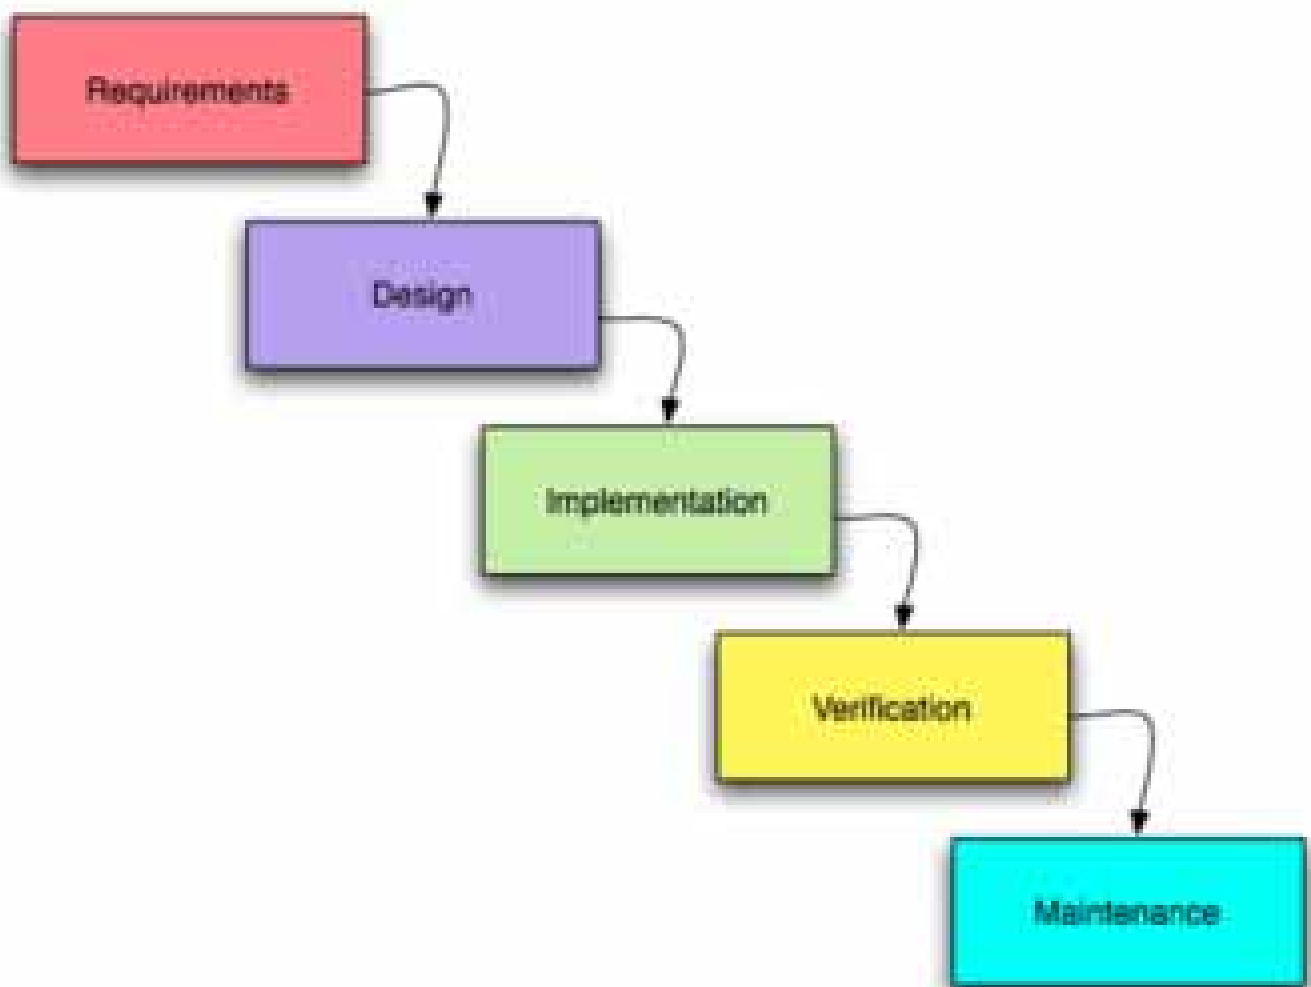 Requirements
Design
Implementation
Verification
Maintenance